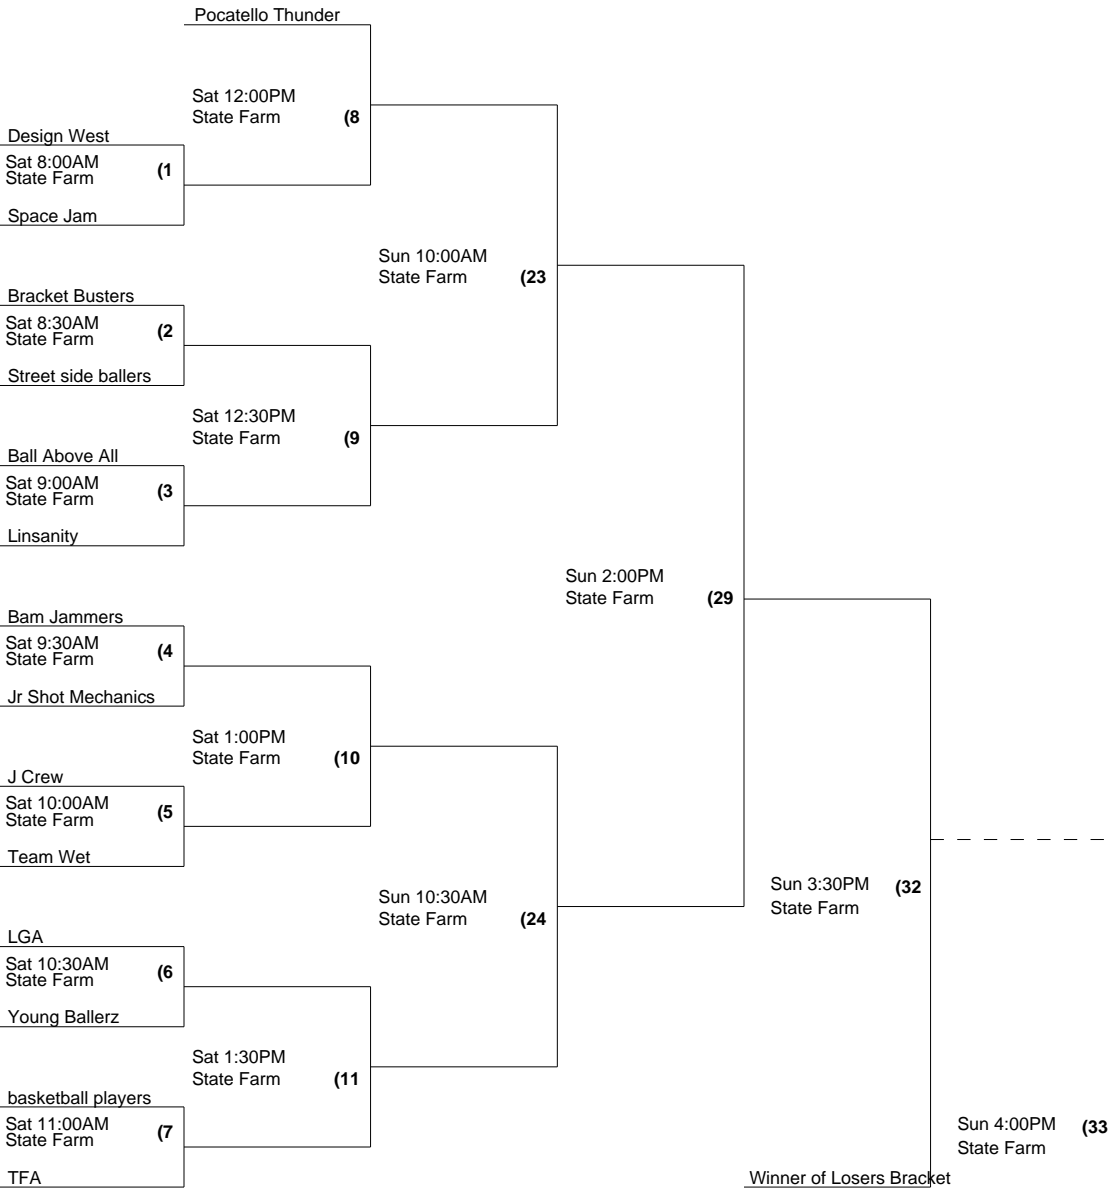 Pocatello Thunder
Sat 12:00PM
State Farm (8
Design West
Sat 8:00AM
State Farm (1
Space Jam
Sun 10:00AM
State Farm (23
Bracket Busters
Sat 8:30AM
State Farm (2
Street side ballers
Sat 12:30PM
State Farm (9
Ball Above All
Sat 9:00AM
State Farm (3
Linsanity
Sun 2:00PM
State Farm (29
Bam Jammers
Sat 9:30AM
State Farm (4
Jr Shot Mechanics
Sat 1:00PM
State Farm (10
J Crew
Sat 10:00AM
State Farm (5
Team Wet
Sun 10:30AM
State Farm (24
Sun 3:30PM (32
State Farm
LGA
Sat 10:30AM
State Farm (6
Young Ballerz
Sat 1:30PM
State Farm (11
basketball players
Sat 11:00AM
State Farm (7
TFA
Sun 4:00PM (33
State Farm
Winner of Losers Bracket